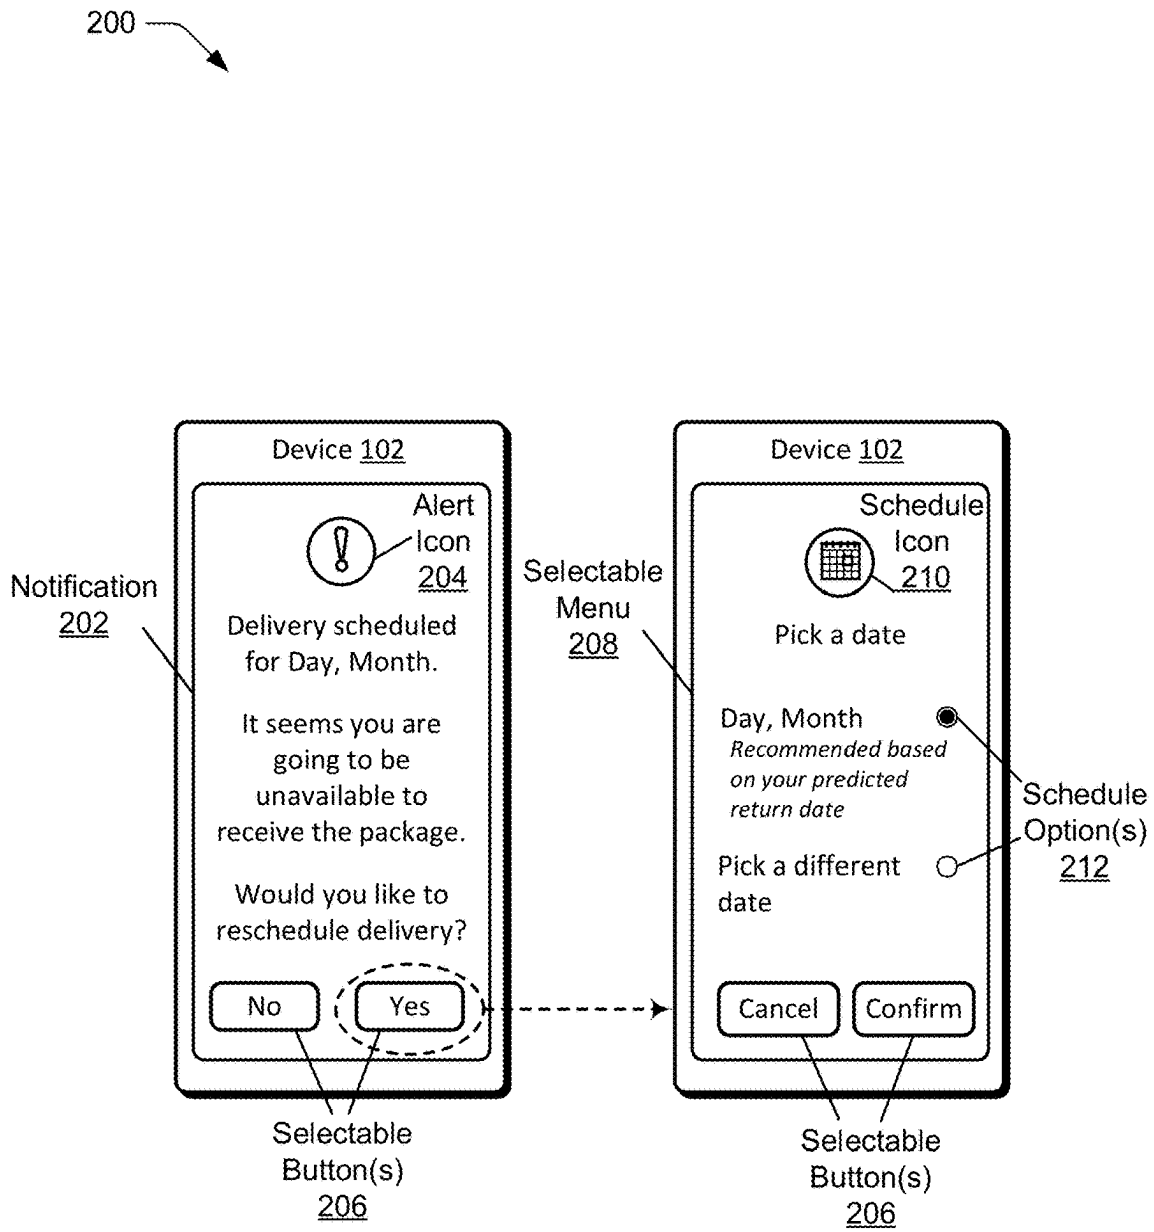 200
Device 102
Alert
Icon
204
Notification
202
Delivery scheduled
for Day, Month.
It seems you are
going to be
unavailable to
receive the package.
Would you like to
reschedule delivery?
No
Yes
Selectable
Button(s)
206
Device 102
Schedule
Icon
210
Selectable
Menu
208
Pick a date
Day, Month
Recommended based
on your predicted
return date
Schedule
Option(s)
212
Pick a different
date
Cancel
Confirm
Selectable
Button(s)
206